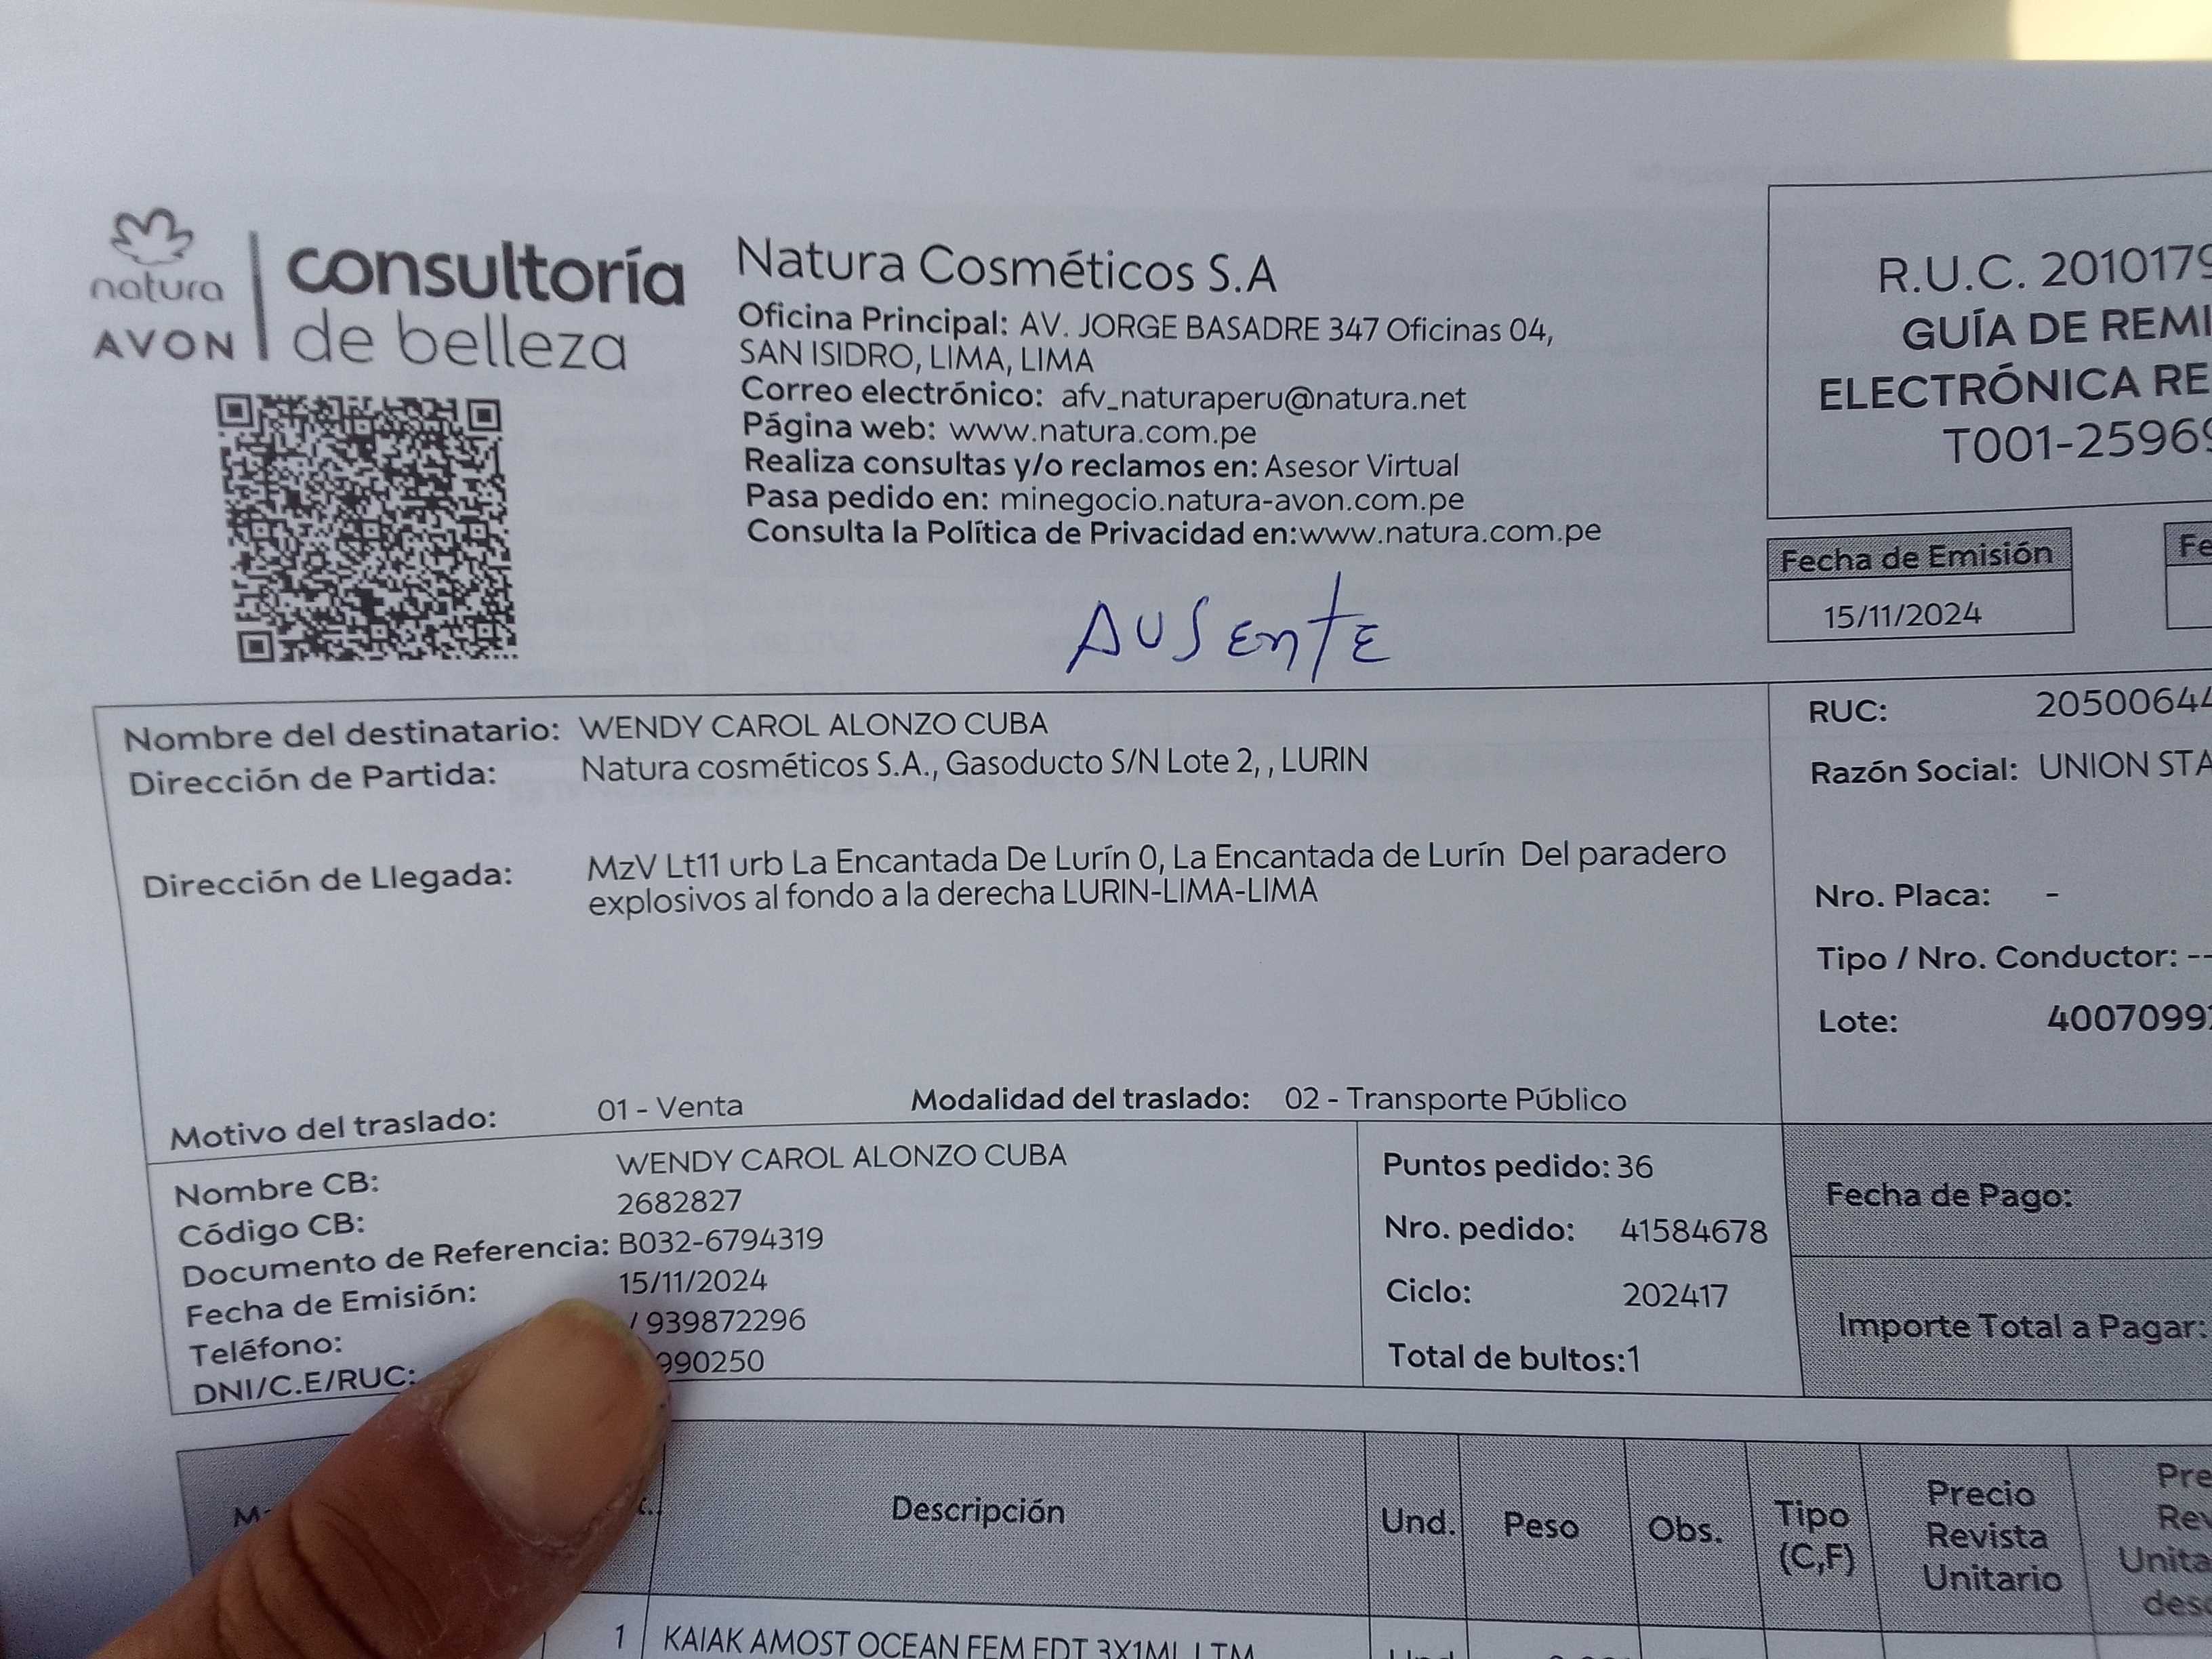 natura
AVON
consultoría
de belleza
Natura Cosméticos S.A
Oficina Principal: AV. JORGE BASADRE 347 Oficinas 04,
SAN ISIDRO, LIMA, LIMA
Correo electrónico: afv_naturaperu@natura.net
Página web: www.natura.com.pe
Realiza consultas y/o reclamos en: Asesor Virtual
Pasa pedido en: minegocio.natura-avon.com.pe
Consulta la Política de Privacidad en:www.natura.com.pe
R.U.C. 2010179
GUÍA DE REMI
ELECTRÓNICA RE
T001-25969
Fecha de Emisión
15/11/2024
Fe
AUSENTE
Nombre del destinatario: WENDY CAROL ALONZO CUBA
Dirección de Partida: Natura cosméticos S.A., Gasoducto S/N Lote 2, , LURIN
Dirección de Llegada: MzV Lt11 urb La Encantada De Lurín 0, La Encantada de Lurín Del paradero
explosivos al fondo a la derecha LURIN-LIMA-LIMA
Motivo del traslado: 01 - Venta Modalidad del traslado: 02 - Transporte Público
RUC: 20500644
Razón Social: UNION STA
Nro. Placa: -
Tipo / Nro. Conductor: --
Lote: 4007099
Nombre CB: WENDY CAROL ALONZO CUBA
Código CB: 2682827
Documento de Referencia: B032-6794319
Fecha de Emisión: 15/11/2024
Teléfono: / 939872296
DNI/C.E/RUC: 990250
Puntos pedido: 36
Nro. pedido: 41584678
Ciclo: 202417
Total de bultos:1
Fecha de Pago:
Importe Total a Pagar:
Descripción
Und.
Peso
Obs.
Tipo
(C,F)
Precio
Revista
Unitario
Pre
Rev
Unita
des
1 KAIAK AMOST OCEAN FEM EDT 3X1ML LTM